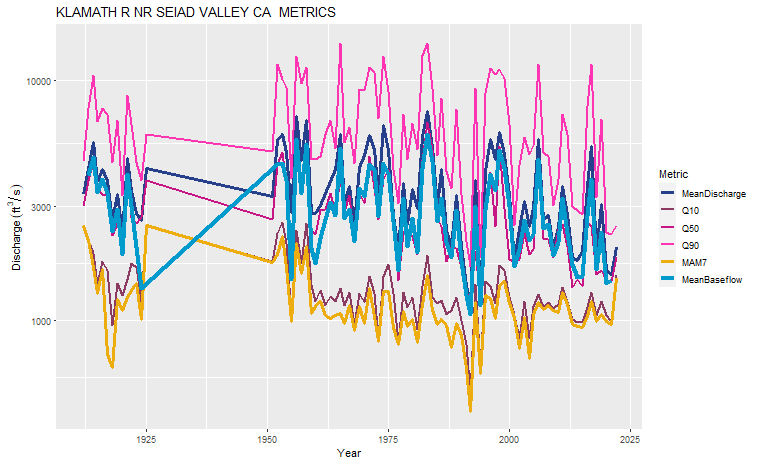 KLAMATH R NR SEIAD VALLEY CA  METRICS
Discharge (ft³/ s)
10000
3000
1000
1925
1950
1975
2000
2025
Year
Metric
MeanDischarge
Q10
Q50
Q90
MAM7
MeanBaseflow